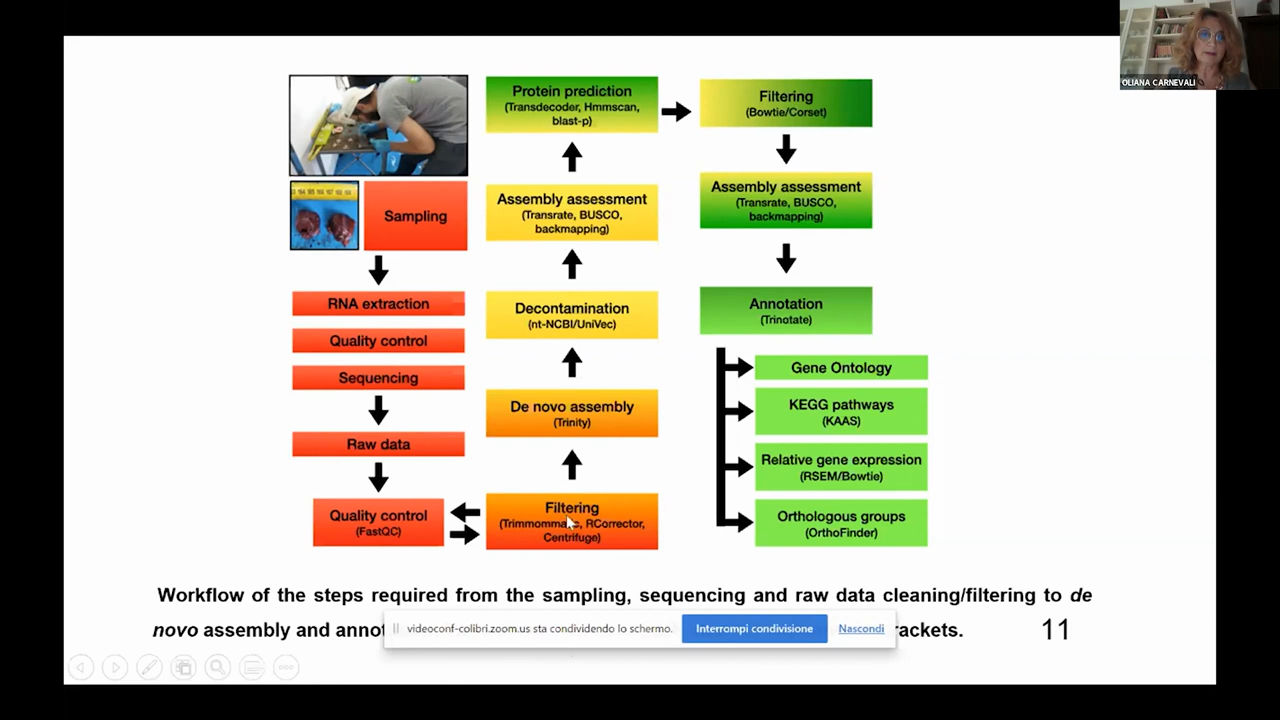 OLIANA CARNEVALI
Sampling
RNA extraction
Quality control
Sequencing
Raw data
Quality control
(FastQC)
Filtering
RCorrector,
Centrifuge)
De novo assembly
(Trinity)
Decontamination
(nt-NCBI/UniVec)
Assembly assessment
(Transrate, BUSCO,
backmapping)
Protein prediction
(Transdecoder, Hmmscan,
blast-p)
Filtering
(Bowtie/Corset)
Assembly assessment
(Transrate, BUSCO,
backmapping)
Annotation
(Trinotate)
Gene Ontology
KEGG pathways
(KAAS)
Relative gene expression
(RSEM/Bowtie)
Orthologous groups
(OrthoFinder)
Workflow of the steps required from the sampling, sequencing and raw data cleaning/filtering to de
novo assembly and
videoconf-colibri.zoom.us sta condividendo lo schermo.
Interrompi condivisione
Nascondi
11